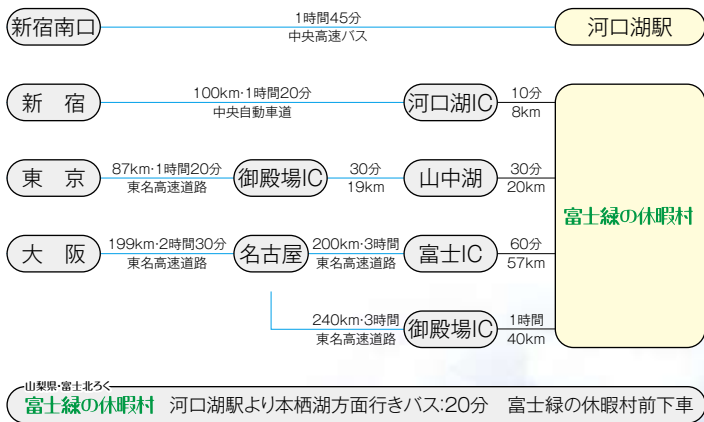 新宿南口 1時間45分 河口湖駅
中央高速バス
新 宿 100km·1時間20分 河口湖IC 10分
中央自動車道 8km
東 京 87km·1時間20分 御殿場IC 30分 山中湖 30分
東名高速道路 19km 20km
富士緑の休暇村
大 阪 199km·2時間30分 名古屋 200km·3時間 富士IC 60分
東名高速道路 東名高速道路 57km
240km·3時間 御殿場IC 1時間
東名高速道路 40km
山梨県·富士北ろく
富士緑の休暇村 河口湖駅より本栖湖方面行きバス:20分 富士緑の休暇村前下車